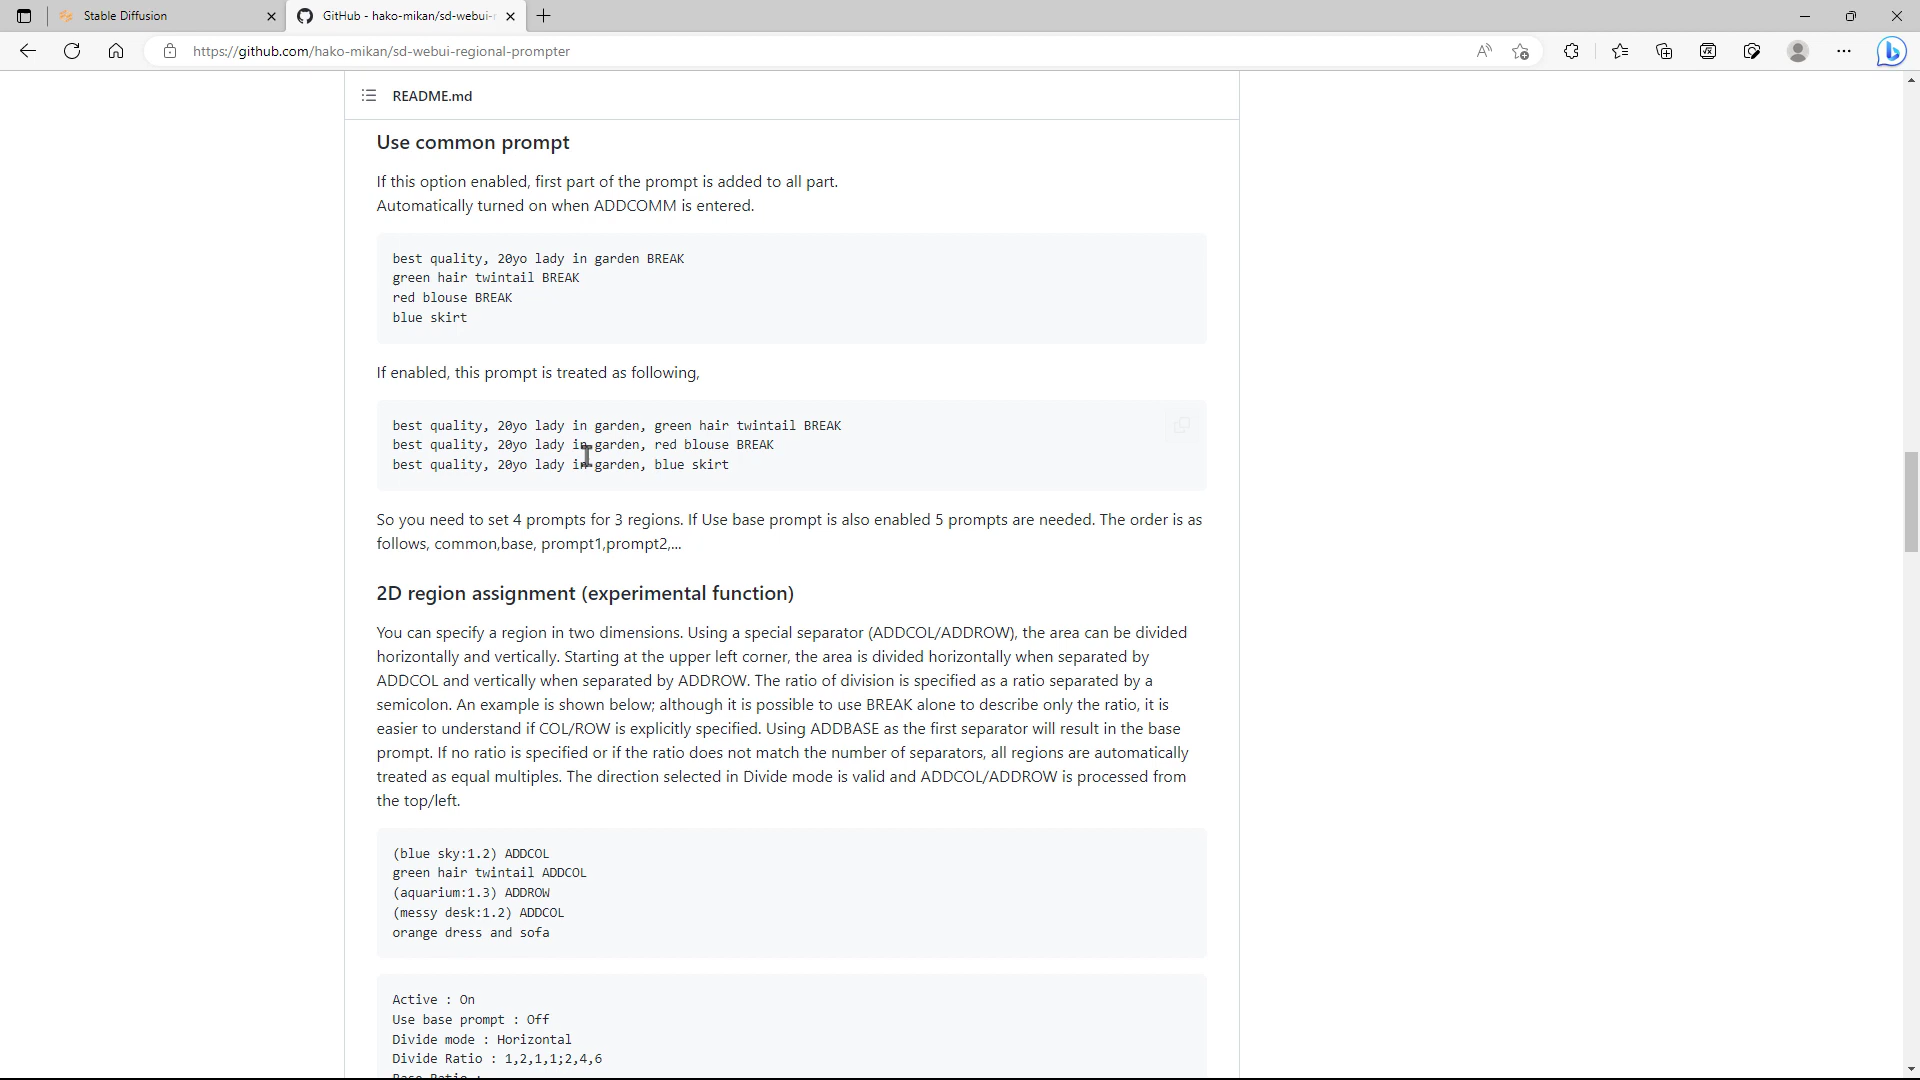 Stable Diffusion
GitHub - hako-mikan/sd-webui-r
https://github.com/hako-mikan/sd-webui-regional-prompter
README.md
Use common prompt
If this option enabled, first part of the prompt is added to all part.
Automatically turned on when ADDCOMM is entered.
best quality, 20yo lady in garden BREAK
green hair twintail BREAK
red blouse BREAK
blue skirt
If enabled, this prompt is treated as following,
best quality, 20yo lady in garden, green hair twintail BREAK
best quality, 20yo lady in garden, red blouse BREAK
best quality, 20yo lady in garden, blue skirt
So you need to set 4 prompts for 3 regions. If Use base prompt is also enabled 5 prompts are needed. The order is as
follows, common,base, prompt1,prompt2,...
2D region assignment (experimental function)
You can specify a region in two dimensions. Using a special separator (ADDCOL/ADDROW), the area can be divided
horizontally and vertically. Starting at the upper left corner, the area is divided horizontally when separated by
ADDCOL and vertically when separated by ADDROW. The ratio of division is specified as a ratio separated by a
semicolon. An example is shown below; although it is possible to use BREAK alone to describe only the ratio, it is
easier to understand if COL/ROW is explicitly specified. Using ADDBASE as the first separator will result in the base
prompt. If no ratio is specified or if the ratio does not match the number of separators, all regions are automatically
treated as equal multiples. The direction selected in Divide mode is valid and ADDCOL/ADDROW is processed from
the top/left.
(blue sky:1.2) ADDCOL
green hair twintail ADDCOL
(aquarium:1.3) ADDROW
(messy desk:1.2) ADDCOL
orange dress and sofa
Active : On
Use base prompt : Off
Divide mode : Horizontal
Divide Ratio : 1,2,1,1;2,4,6
Base Ratio :